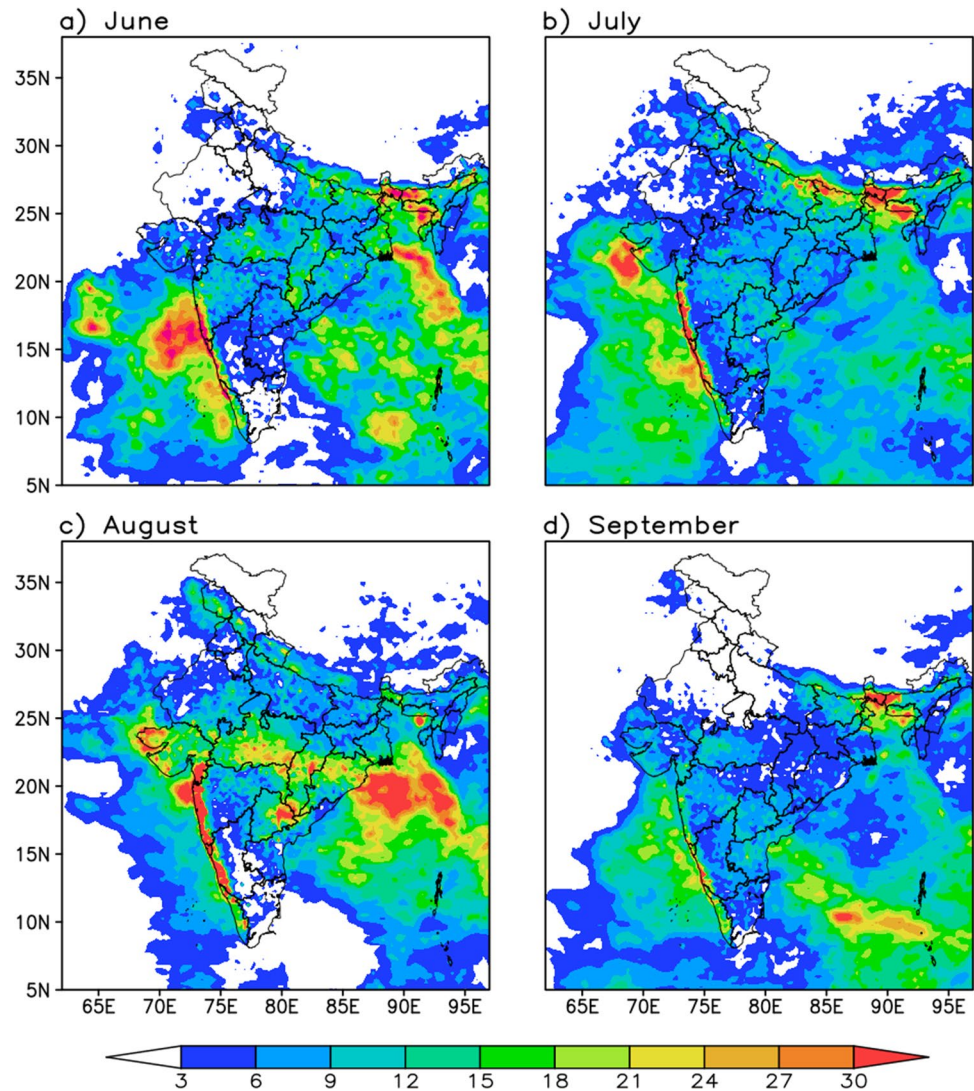 a) June
b) July
35N
30N
25N
20N
15N
10N
5N
c) August
d) September
35N
30N
25N
20N
15N
10N
5N
65E 70E 75E 80E 85E 90E 95E
65E 70E 75E 80E 85E 90E 95E
3 6 9 12 15 18 21 24 27 30